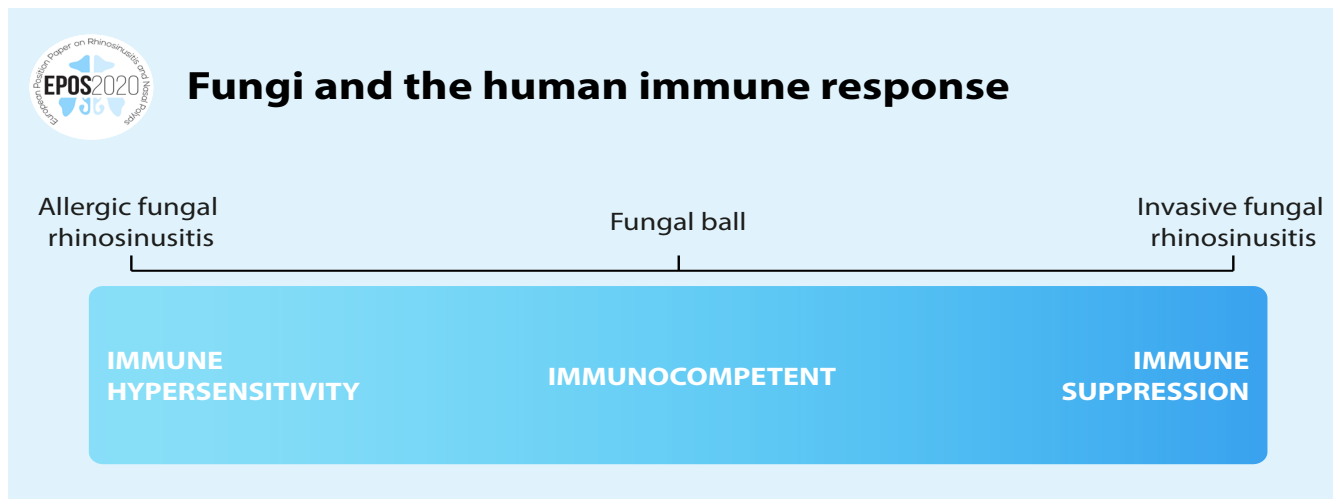 European Position Paper on Rhinosinusitis and Nasal Polyps
EPOS2020
Fungi and the human immune response
Allergic fungal
rhinosinusitis
Fungal ball
Invasive fungal
rhinosinusitis
IMMUNE
HYPERSENSITIVITY
IMMUNOCOMPETENT
IMMUNE
SUPPRESSION